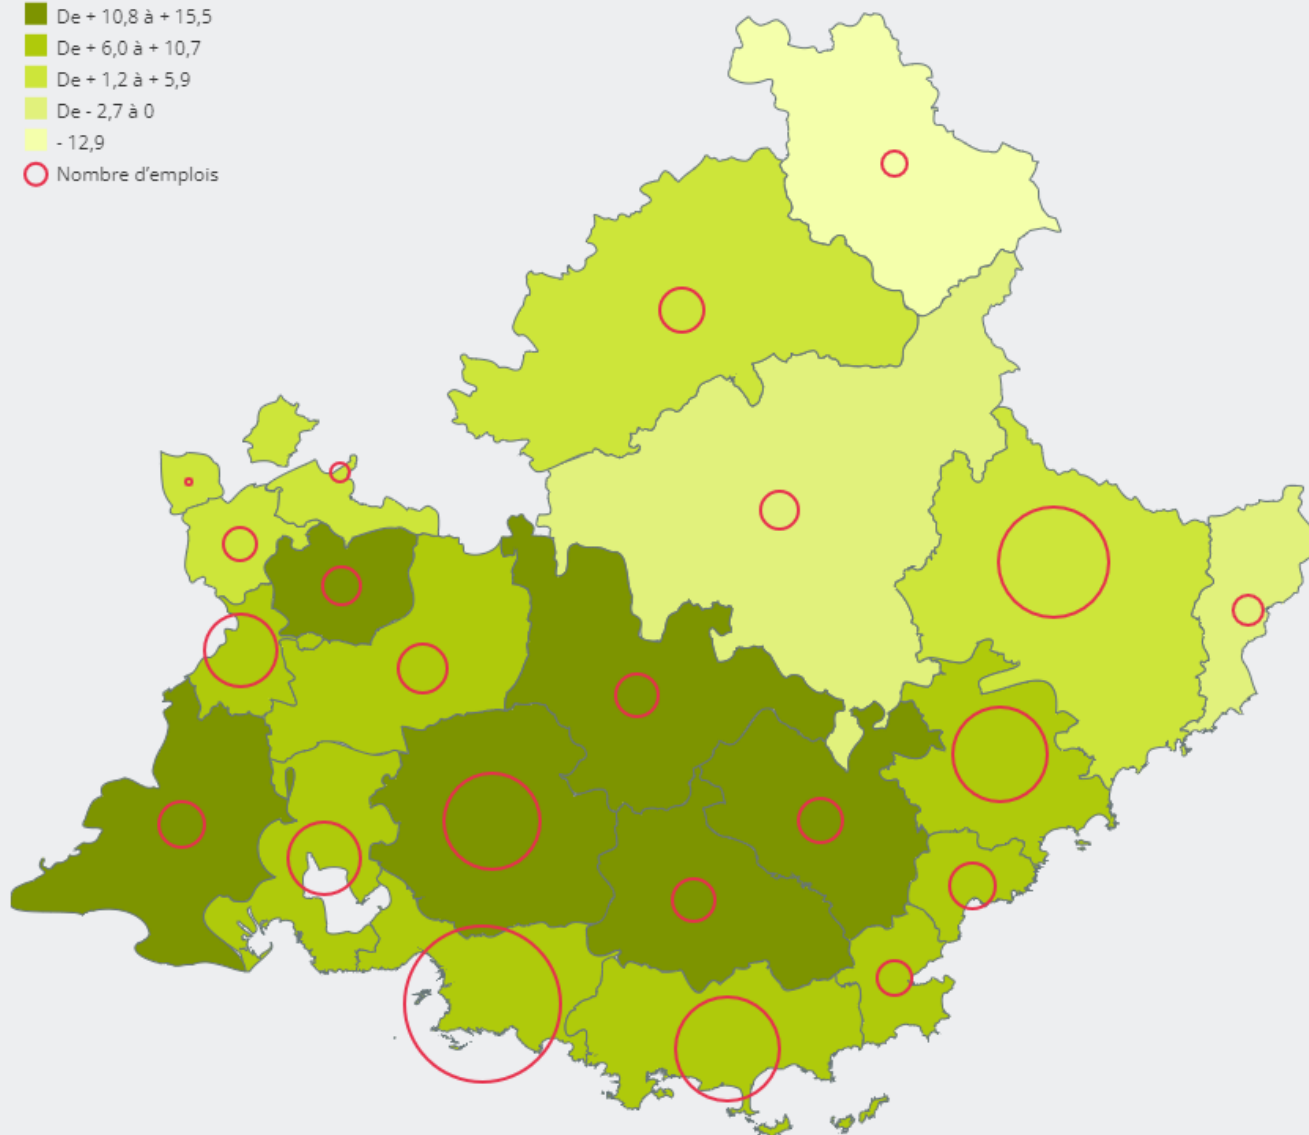 De + 10,8 à + 15,5
De + 6,0 à + 10,7
De + 1,2 à + 5,9
De - 2,7 à 0
- 12,9
Nombre d’emplois